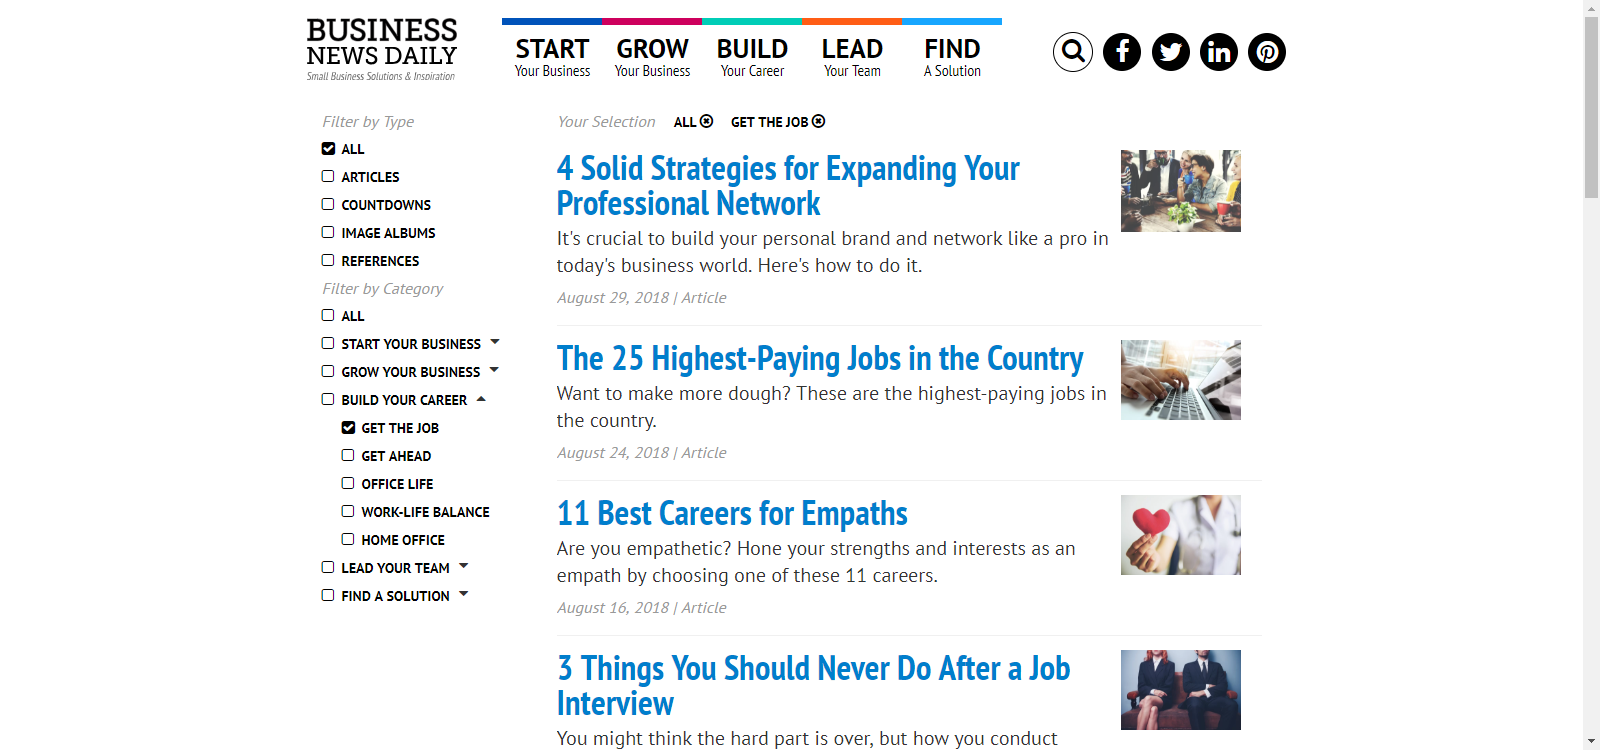 BUSINESS
NEWS DAILY
Small Business Solutions & Inspiration
START
Your Business
GROW
Your Business
BUILD
Your Career
LEAD
Your Team
FIND
A Solution
Filter by Type
ALL
ARTICLES
COUNTDOWNS
IMAGE ALBUMS
REFERENCES
Filter by Category
ALL
START YOUR BUSINESS
GROW YOUR BUSINESS
BUILD YOUR CAREER
GET THE JOB
GET AHEAD
OFFICE LIFE
WORK-LIFE BALANCE
HOME OFFICE
LEAD YOUR TEAM
FIND A SOLUTION
Your Selection ALL GET THE JOB
4 Solid Strategies for Expanding Your
Professional Network
It's crucial to build your personal brand and network like a pro in
today's business world. Here's how to do it.
August 29, 2018 | Article
The 25 Highest-Paying Jobs in the Country
Want to make more dough? These are the highest-paying jobs in
the country.
August 24, 2018 | Article
11 Best Careers for Empaths
Are you empathetic? Hone your strengths and interests as an
empath by choosing one of these 11 careers.
August 16, 2018 | Article
3 Things You Should Never Do After a Job
Interview
You might think the hard part is over, but how you conduct